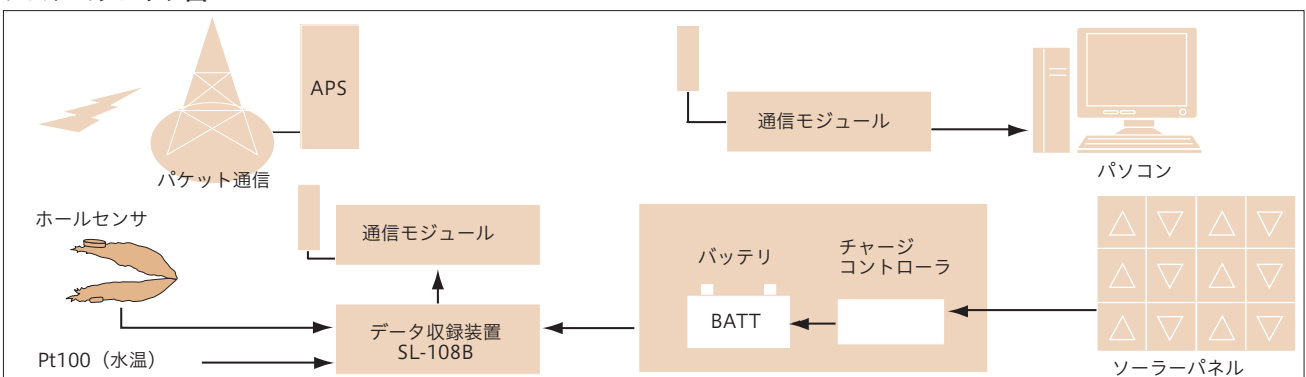 APS
通信モジュール
パケット通信
パソコン
ホールセンサ
通信モジュール
バッテリ
チャージ
コントローラ
BATT
データ収録装置
SL-108B
Pt100（水温）
ソーラーパネル